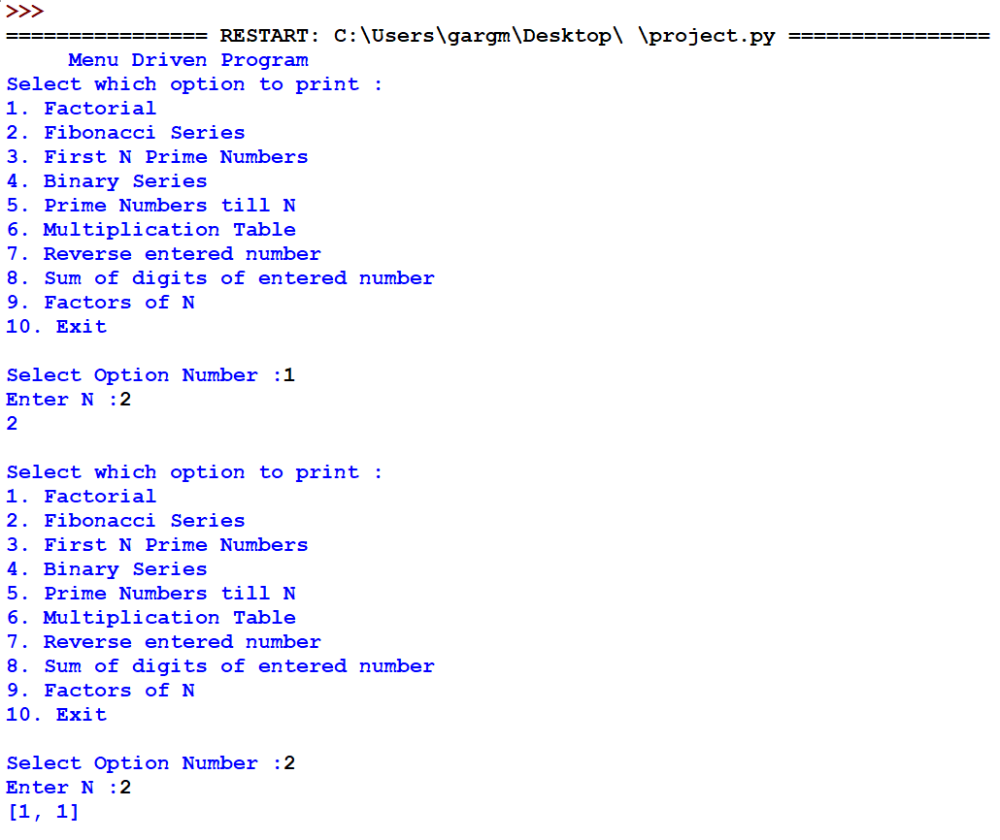 >>>
================ RESTART: C:\Users\gargm\Desktop\ \project.py ================
Menu Driven Program
Select which option to print :
1. Factorial
2. Fibonacci Series
3. First N Prime Numbers
4. Binary Series
5. Prime Numbers till N
6. Multiplication Table
7. Reverse entered number
8. Sum of digits of entered number
9. Factors of N
10. Exit
Select Option Number :1
Enter N :2
2
Select which option to print :
1. Factorial
2. Fibonacci Series
3. First N Prime Numbers
4. Binary Series
5. Prime Numbers till N
6. Multiplication Table
7. Reverse entered number
8. Sum of digits of entered number
9. Factors of N
10. Exit
Select Option Number :2
Enter N :2
[1, 1]